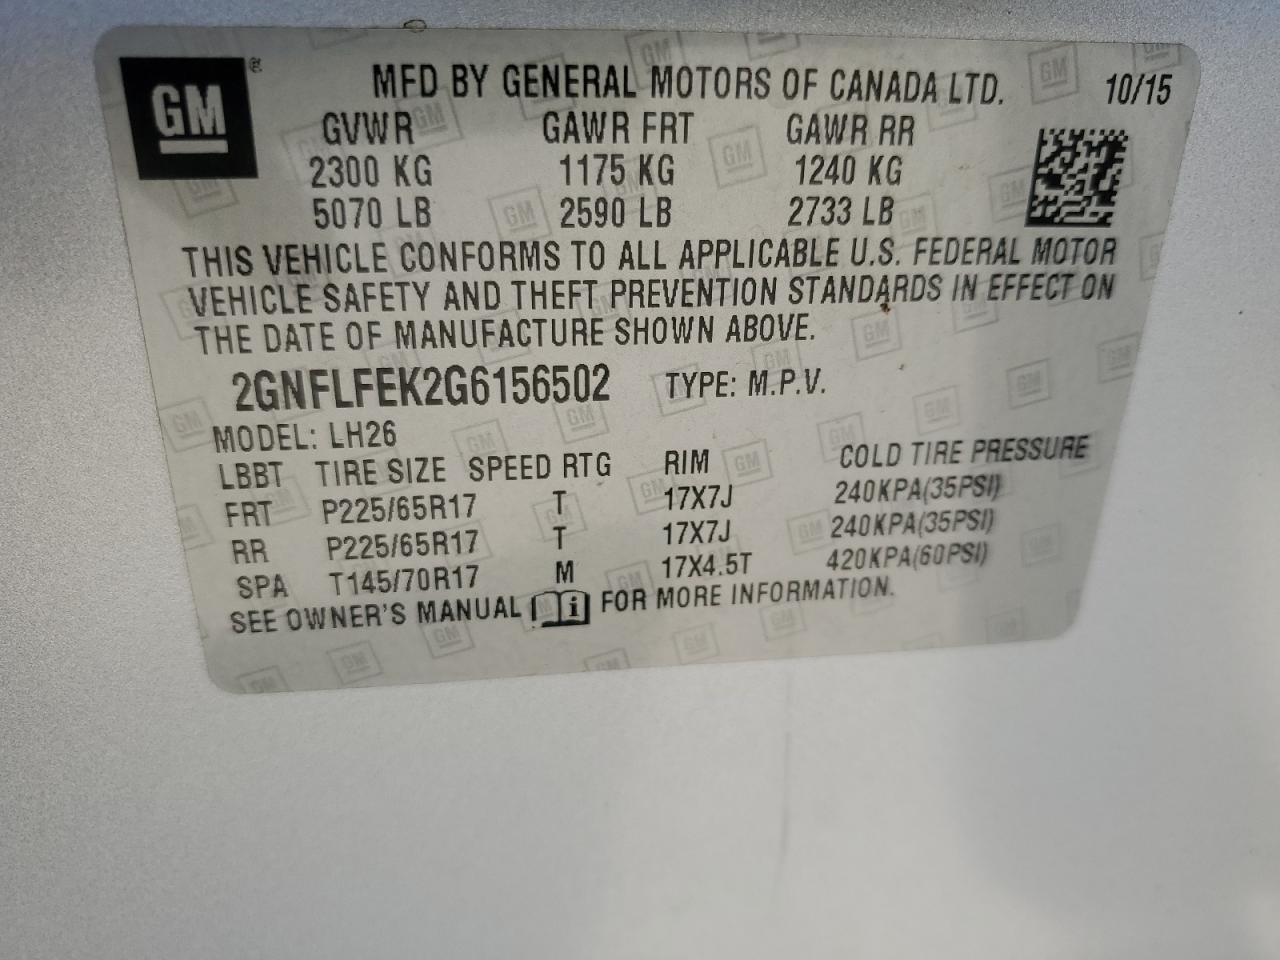 GM ®
MFD BY GENERAL MOTORS OF CANADA LTD. 10/15
GVWR GAWR FRT GAWR RR
2300 KG 1175 KG 1240 KG
5070 LB 2590 LB 2733 LB
THIS VEHICLE CONFORMS TO ALL APPLICABLE U.S. FEDERAL MOTOR
VEHICLE SAFETY AND THEFT PREVENTION STANDARDS IN EFFECT ON
THE DATE OF MANUFACTURE SHOWN ABOVE.
2GNFLFEK2G6156502 TYPE: M.P.V.
MODEL: LH26
LBBT TIRE SIZE SPEED RTG RIM COLD TIRE PRESSURE
FRT P225/65R17 T 17X7J 240KPA(35PSI)
RR P225/65R17 T 17X7J 240KPA(35PSI)
SPA T145/70R17 M 17X4.5T 420KPA(60PSI)
SEE OWNER'S MANUAL i FOR MORE INFORMATION.